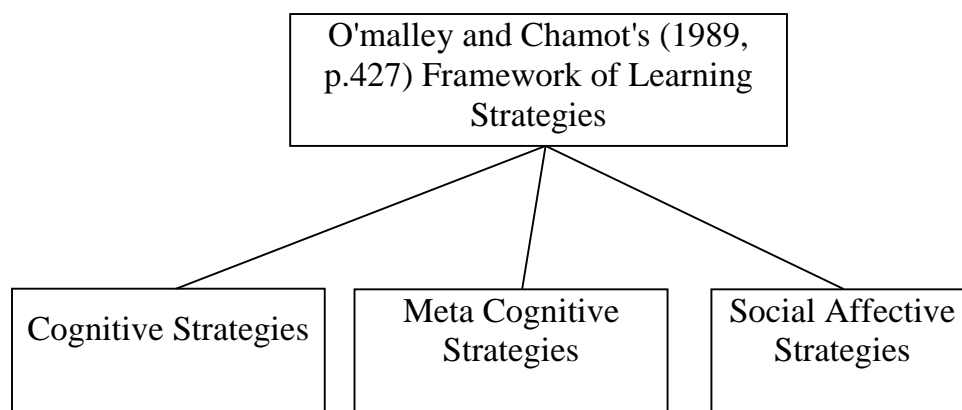 O'malley and Chamot's (1989,
p.427) Framework of Learning
Strategies
Cognitive Strategies
Meta Cognitive
Strategies
Social Affective
Strategies